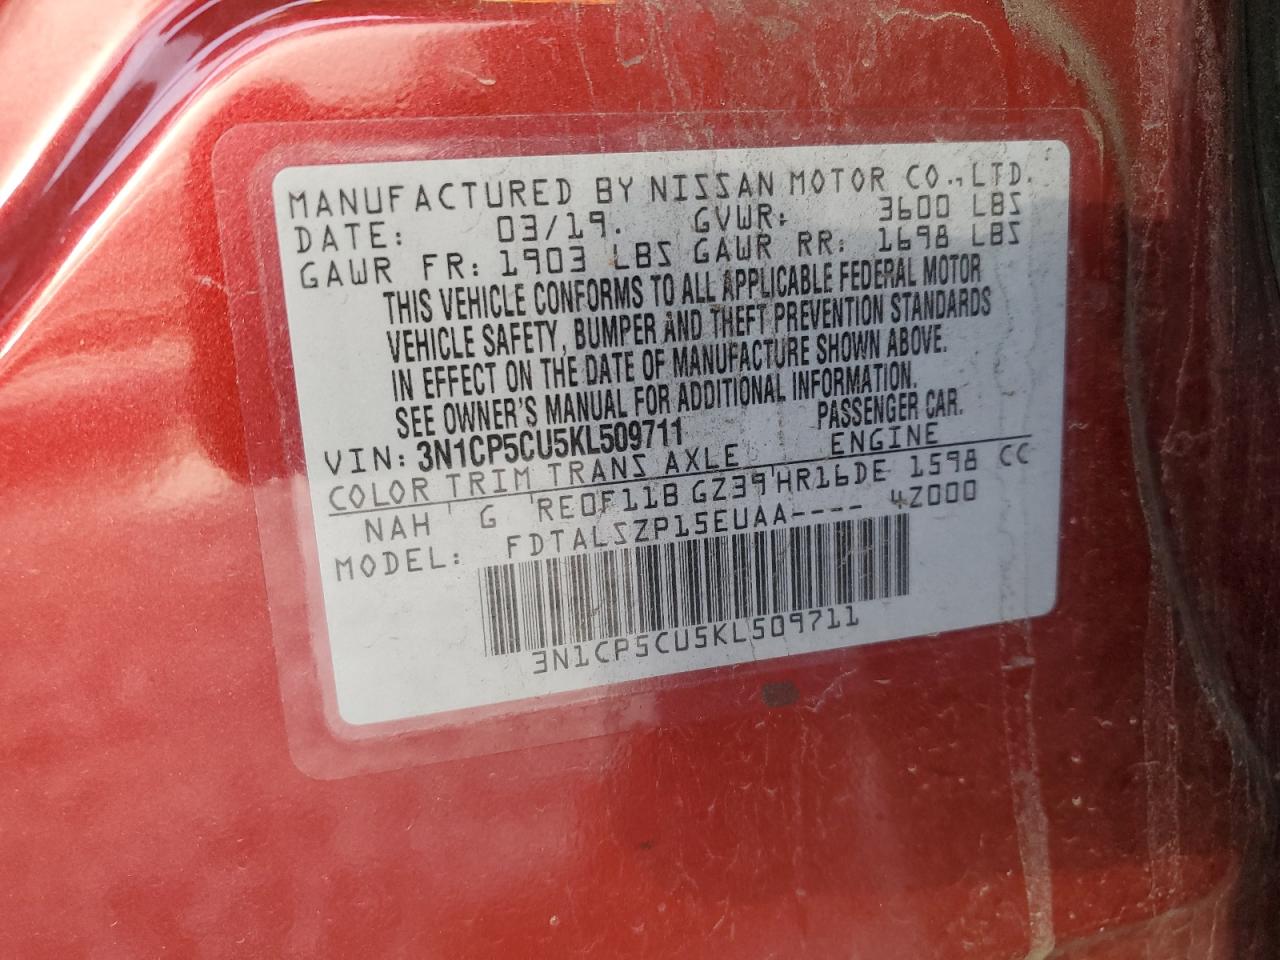 MANUFACTURED BY NISSAN MOTOR CO., LTD.
DATE: 03/19. GVWR: 3600 LBS
GAWR FR: 1903 LBS GAWR RR: 1698 LBS
THIS VEHICLE CONFORMS TO ALL APPLICABLE FEDERAL MOTOR
VEHICLE SAFETY, BUMPER AND THEFT PREVENTION STANDARDS
IN EFFECT ON THE DATE OF MANUFACTURE SHOWN ABOVE.
SEE OWNER'S MANUAL FOR ADDITIONAL INFORMATION.
VIN: 3N1CP5CU5KL509711 PASSENGER CAR.
COLOR TRIM TRANS AXLE ENGINE
NAH ' G 'RE0F11B GZ39'HR16DE 1598 CC
MODEL: FDTALSZP15EUAA---- 4Z000
3N1CP5CU5KL509711